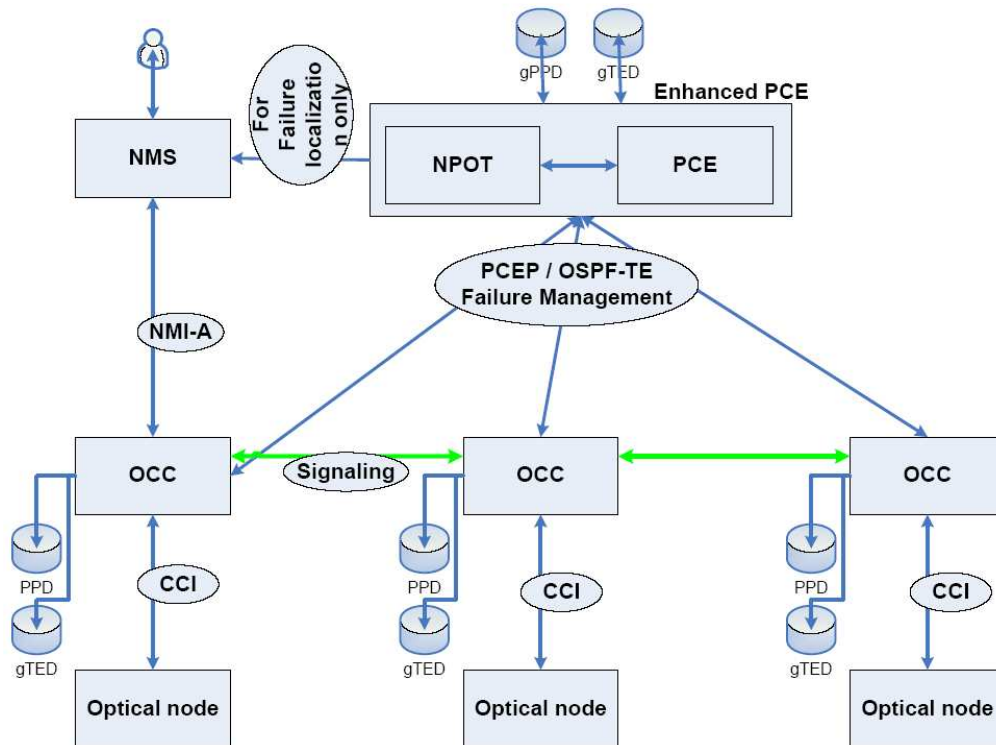 gPPD
gTED
Enhanced PCE
For
Failure
localizatio
n only
NMS
NPOT
PCE
PCEP / OSPF-TE
Failure Management
NMI-A
OCC
Signaling
OCC
OCC
PPD
CCI
gTED
PPD
CCI
gTED
PPD
CCI
gTED
Optical node
Optical node
Optical node